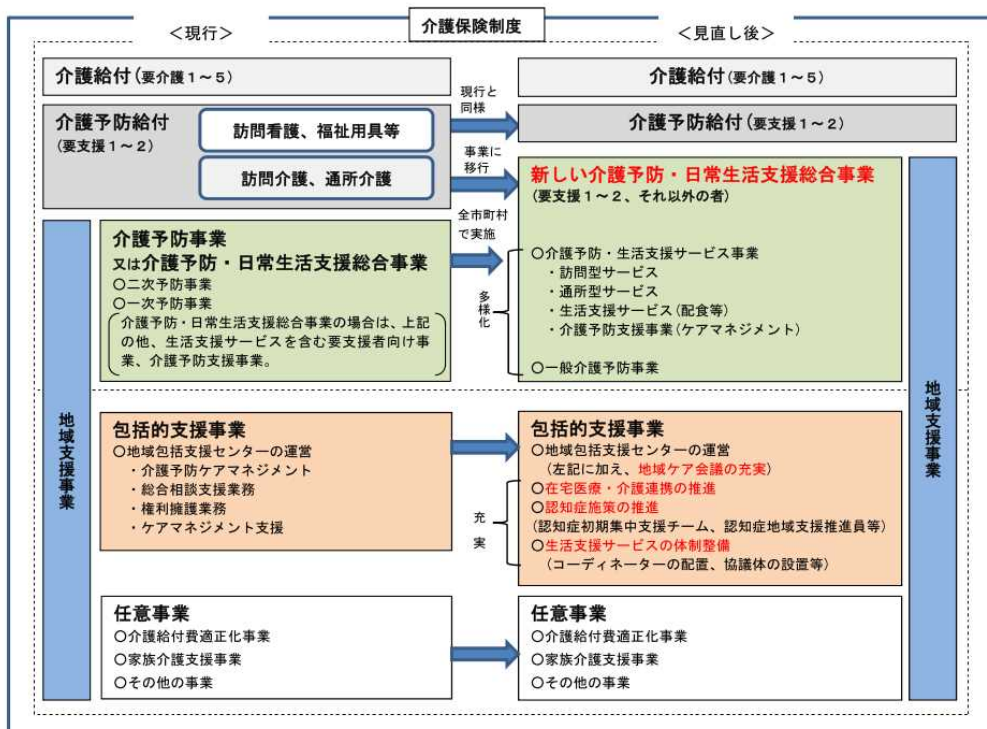 介護保険制度
＜現行＞
＜見直し後＞
介護給付（要介護１～５）
介護予防給付
（要支援１～２）
訪問看護、福祉用具等
訪問介護、通所介護
現行と
同様
事業に
移行
全市町村
で実施
介護給付（要介護１～５）
介護予防給付（要支援１～２）
新しい介護予防・日常生活支援総合事業
（要支援１～２、それ以外の者）
介護予防事業
又は介護予防・日常生活支援総合事業
○二次予防事業
○一次予防事業
介護予防・日常生活支援総合事業の場合は、上記
の他、生活支援サービスを含む要支援者向け事
業、介護予防支援事業。
多様化
○介護予防・生活支援サービス事業
・訪問型サービス
・通所型サービス
・生活支援サービス（配食等）
・介護予防支援事業（ケアマネジメント）
○一般介護予防事業
地域支援事業
包括的支援事業
○地域包括支援センターの運営
・介護予防ケアマネジメント
・総合相談支援業務
・権利擁護業務
・ケアマネジメント支援
充実
包括的支援事業
○地域包括支援センターの運営
（左記に加え、地域ケア会議の充実）
○在宅医療・介護連携の推進
○認知症施策の推進
（認知症初期集中支援チーム、認知症地域支援推進員等）
○生活支援サービスの体制整備
（コーディネーターの配置、協議体の設置等）
地域支援事業
任意事業
○介護給付費適正化事業
○家族介護支援事業
○その他の事業
任意事業
○介護給付費適正化事業
○家族介護支援事業
○その他の事業